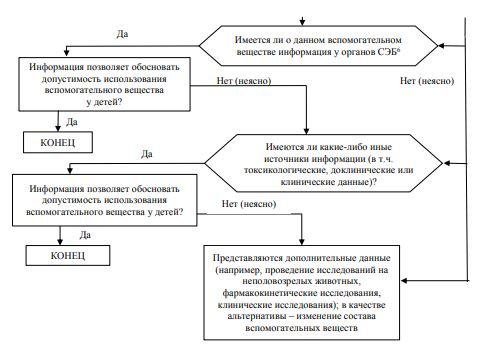 Да
Имеется ли о данном вспомогательном
веществе информация у органов СЭБ⁶
Информация позволяет обосновать
допустимость использования
вспомогательного вещества
у детей?
Нет (неясно)
Нет (неясно)
Да
КОНЕЦ
Да
Имеются ли какие-либо иные
источники информации (в т.ч.
токсикологические, доклинические или
клинические данные)?
Информация позволяет обосновать
допустимость использования
вспомогательного вещества у детей?
Нет (неясно)
Да
КОНЕЦ
Представляются дополнительные данные
(например, проведение исследований на
неполовозрелых животных,
фармакокинетические исследования,
клинические исследования); в качестве
альтернативы – изменение состава
вспомогательных веществ